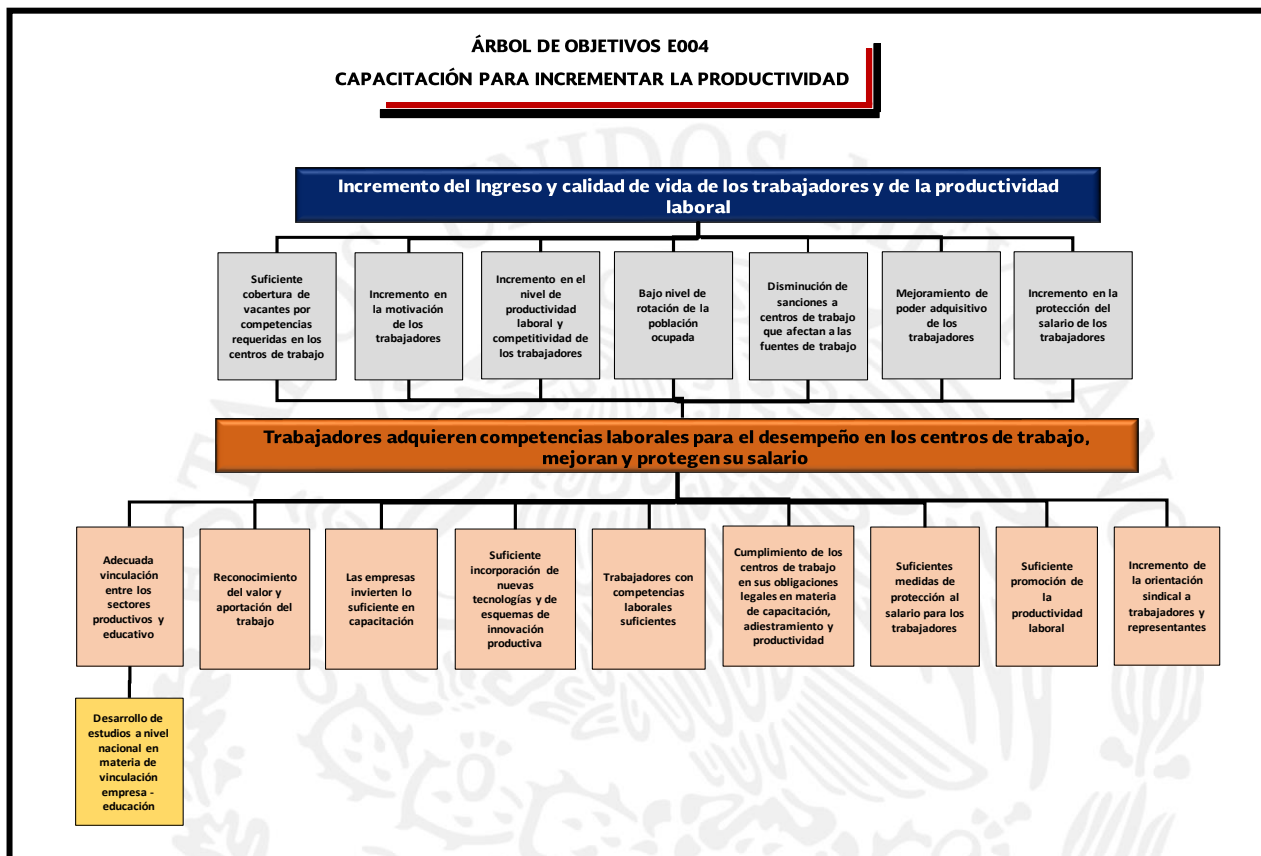 ÁRBOL DE OBJETIVOS E004
CAPACITACIÓN PARA INCREMENTAR LA PRODUCTIVIDAD
Incremento del Ingreso y calidad de vida de los trabajadores y de la productividad
laboral
Suficiente
cobertura de
vacantes por
competencias
requeridas en los
centros de trabajo
Incremento en
la motivación
de los
trabajadores
Incremento en el
nivel de
productividad
laboral y
competitividad de
los trabajadores
Bajo nivel de
rotación de la
población
ocupada
Disminución de
sanciones a
centros de trabajo
que afectan a las
fuentes de trabajo
Mejoramiento de
poder adquisitivo
de los
trabajadores
Incremento en la
protección del
salario de los
trabajadores
Trabajadores adquieren competencias laborales para el desempeño en los centros de trabajo,
mejoran y protegen su salario
Adecuada
vinculación
entre los
sectores
productivos y
educativo
Reconocimiento
del valor y
aportación del
trabajo
Las empresas
invierten lo
suficiente en
capacitación
Suficiente
incorporación de
nuevas
tecnologías y de
esquemas de
innovación
productiva
Trabajadores con
competencias
laborales
suficientes
Cumplimiento de los
centros de trabajo
en sus obligaciones
legales en materia
de capacitación,
adiestramiento y
productividad
Suficientes
medidas de
protección al
salario para los
trabajadores
Suficiente
promoción de
la
productividad
laboral
Incremento de
la orientación
sindical a
trabajadores y
representantes
Desarrollo de
estudios a nivel
nacional en
materia de
vinculación
empresa -
educación